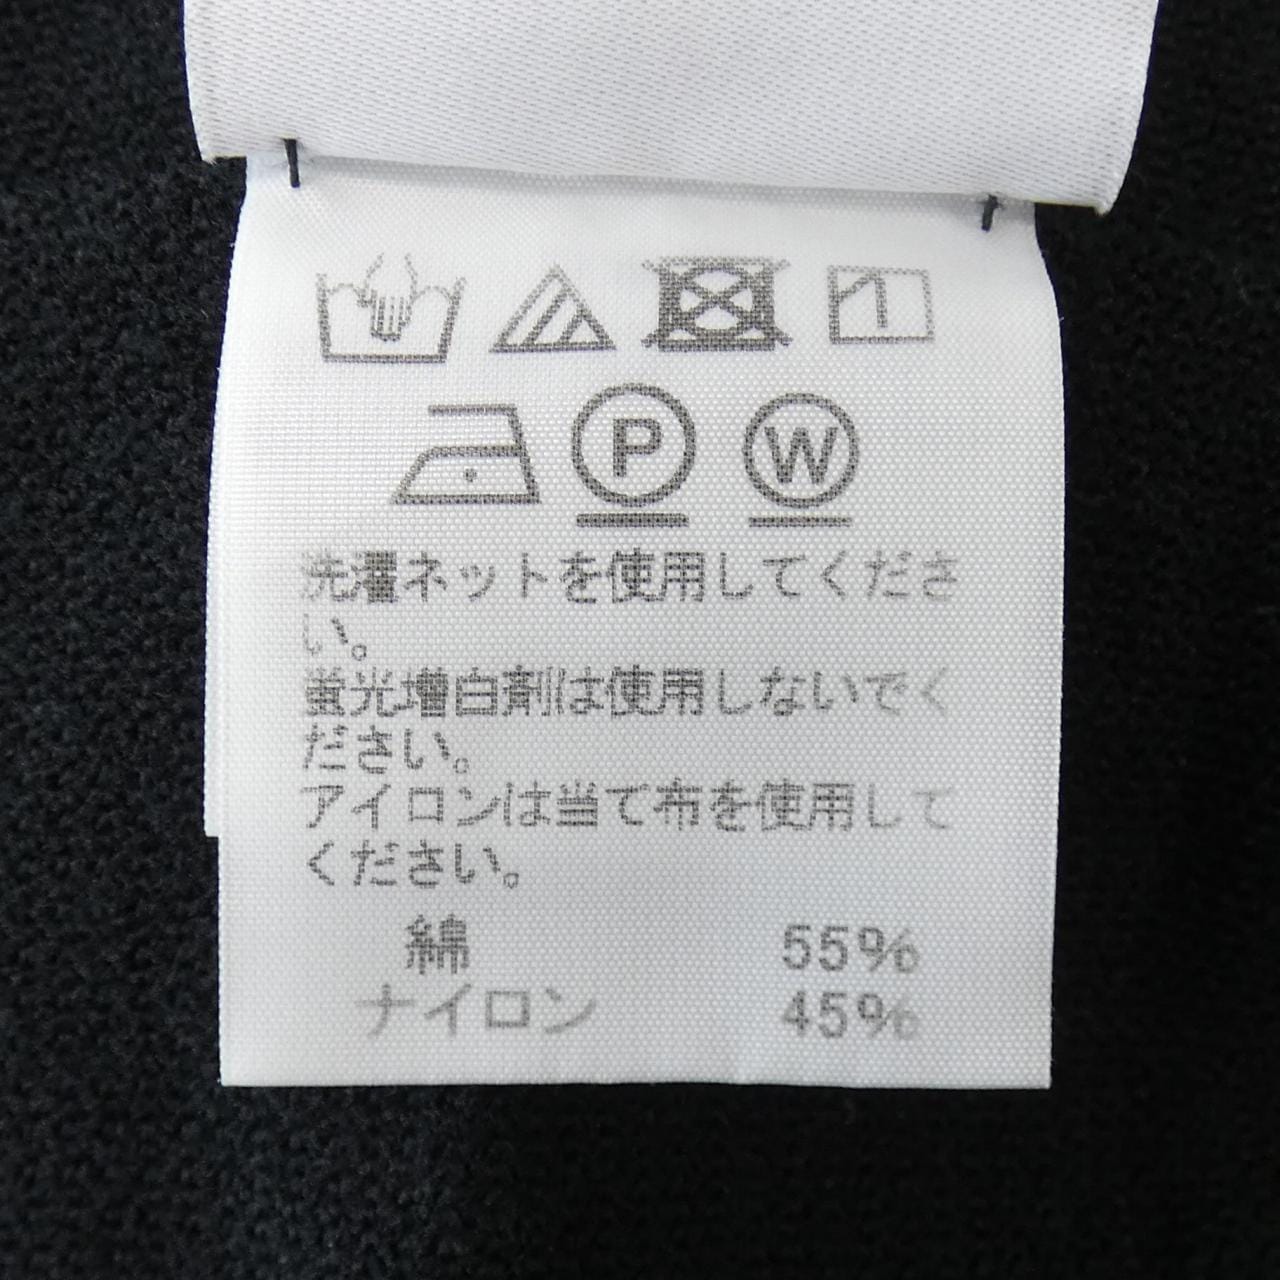 P W
洗濯ネットを使用してくださ
い。
蛍光増白剤は使用しないでく
ださい。
アイロンは当て布を使用して
ください。
綿 55%
ナイロン 45%